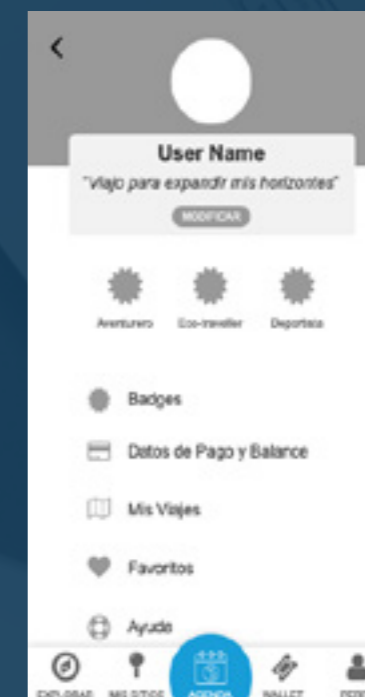 User Name
"Viajo para expandir mis horizontes"
MODIFICAR
Aventurero Eco-traveller Deportista
Badges
Datos de Pago y Balance
Mis Viajes
Favoritos
Ayuda
EXPLORAR MIS SITIOS AGENDA WALLET